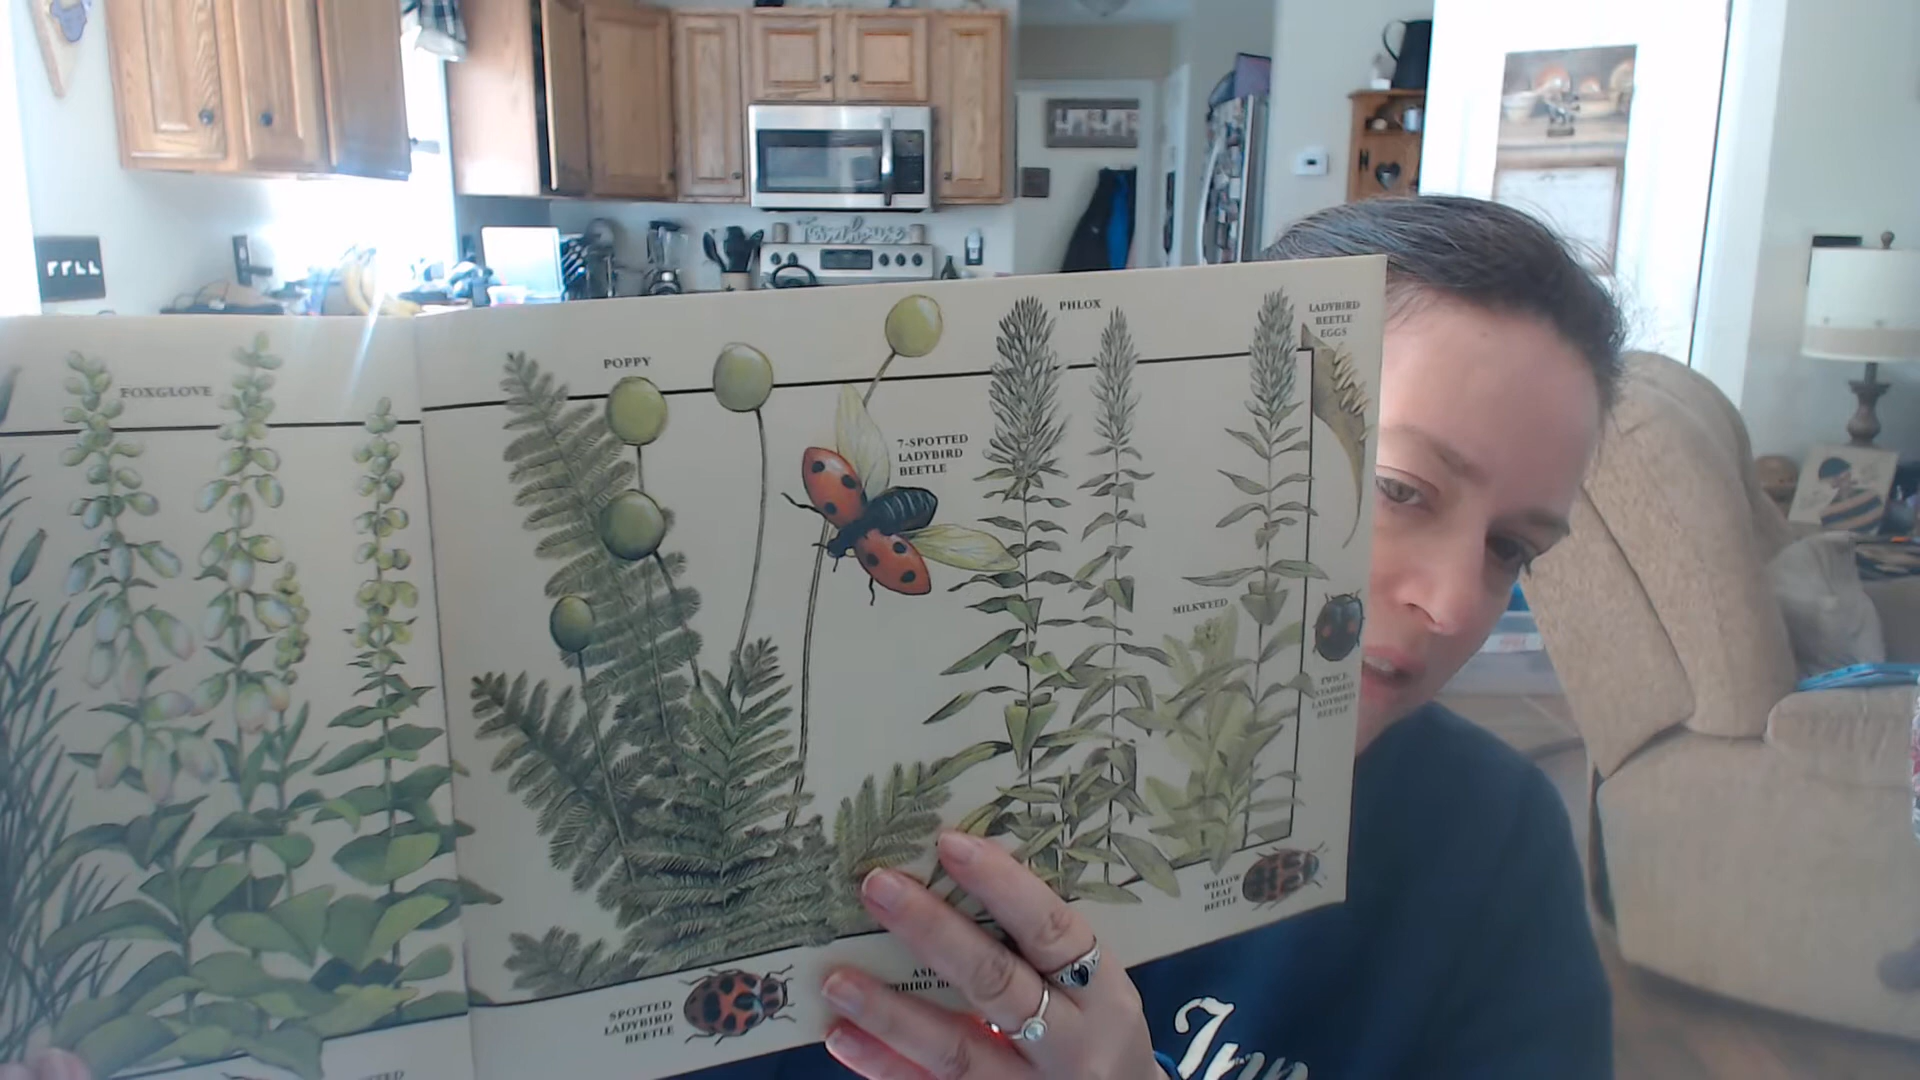 Farmhouse
FOXGLOVE
POPPY
PHLOX
LADYBIRD
BEETLE
EGGS
7-SPOTTED
LADYBIRD
BEETLE
MILKWEED
TWICE-
STABBED
LADYBIRD
BEETLE
WILLOW
LEAF
BEETLE
SPOTTED
LADYBIRD
BEETLE